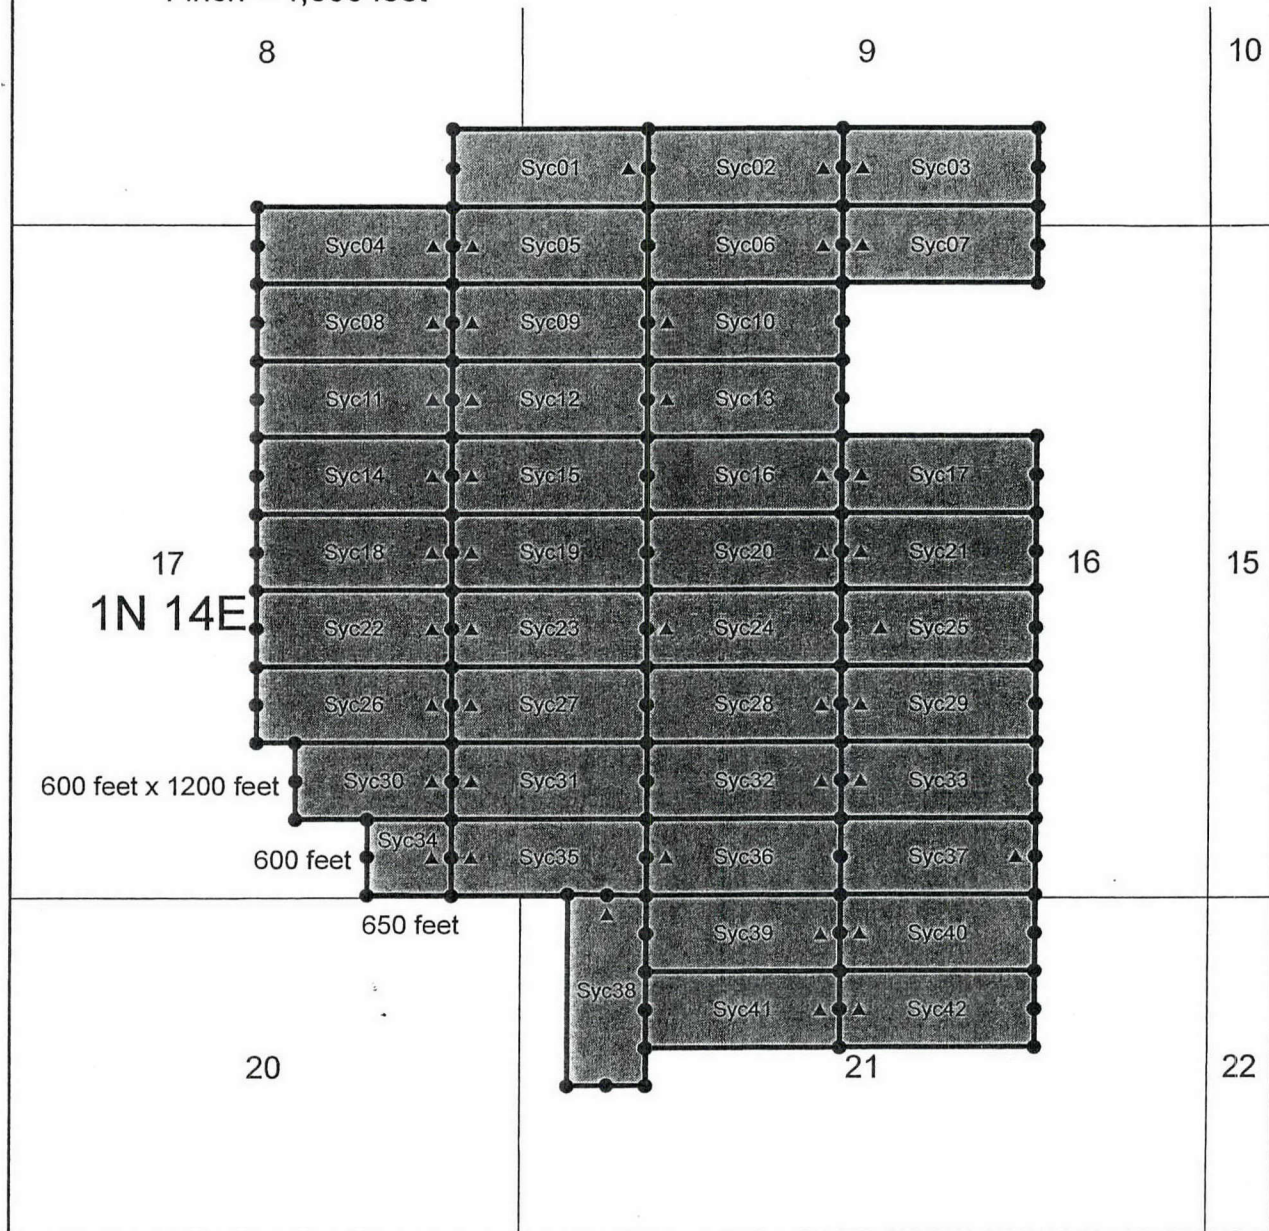 8 9 10
Syc01 Syc02 Syc03
Syc04 Syc05 Syc06 Syc07
Syc08 Syc09 Syc10
Syc11 Syc12 Syc13
Syc14 Syc15 Syc16 Syc17
Syc18 Syc19 Syc20 Syc21
17 16 15
1N 14E
Syc22 Syc23 Syc24 Syc25
Syc26 Syc27 Syc28 Syc29
600 feet x 1200 feet Syc30 Syc31 Syc32 Syc33
Syc34
600 feet Syc35 Syc36 Syc37
650 feet
Syc39 Syc40
Syc38
Syc41 Syc42
20 21 22